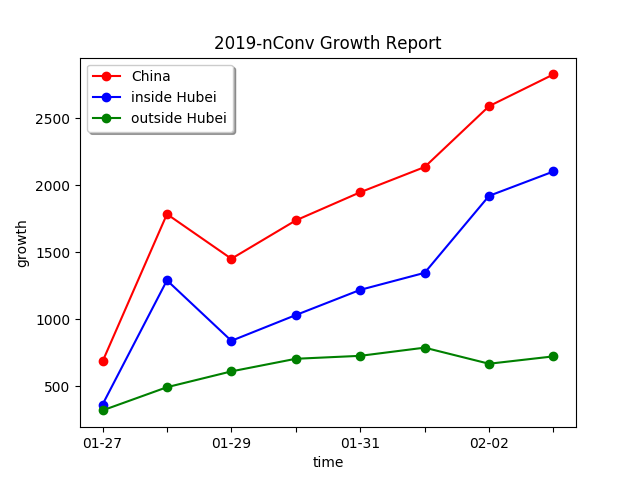 2019-nConv Growth Report
China
inside Hubei
outside Hubei
2500
2000
1500
1000
500
growth
01-27
01-29
01-31
02-02
time